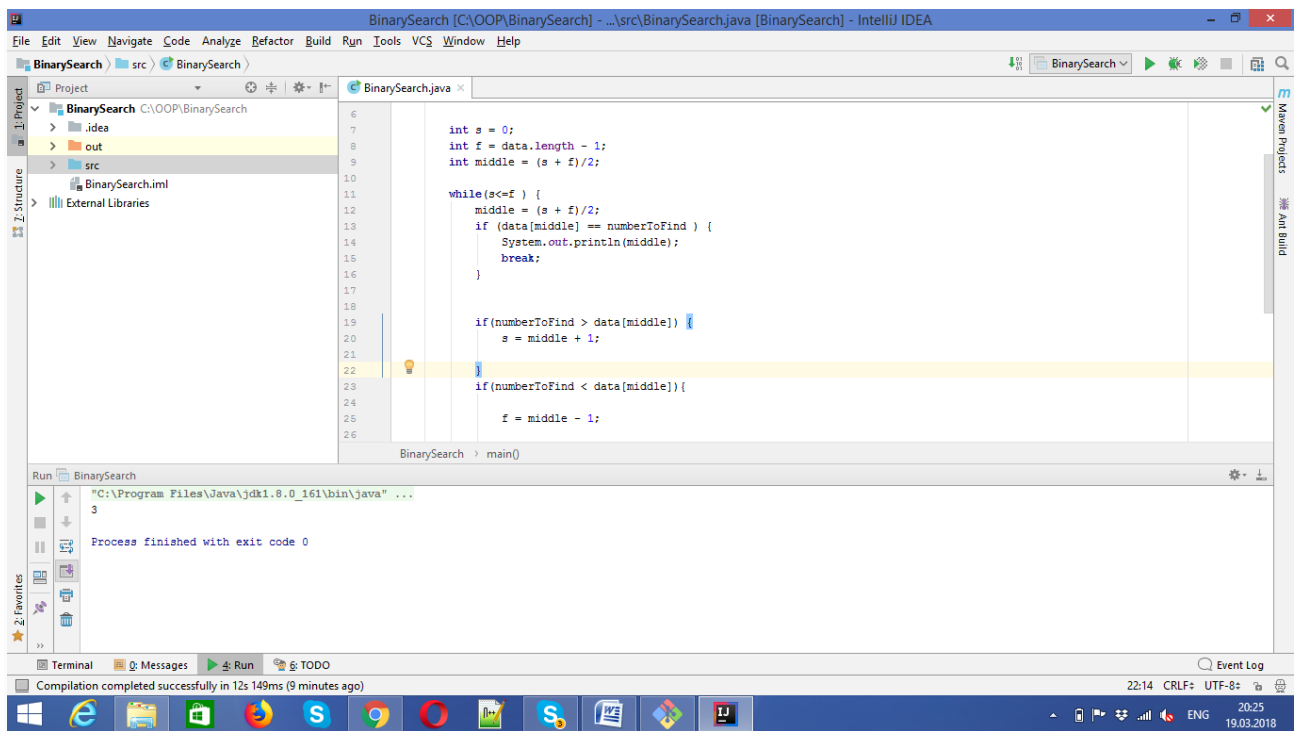 BinarySearch [C:\OOP\BinarySearch] - ...\src\BinarySearch.java [BinarySearch] - IntelliJ IDEA
File Edit View Navigate Code Analyze Refactor Build Run Tools VCS Window Help
BinarySearch src BinarySearch BinarySearch
1: Project
7: Structure
2: Favorites
Project
BinarySearch C:\OOP\BinarySearch
.idea
out
src
BinarySearch.iml
External Libraries
BinarySearch.java
6
7 int s = 0;
8 int f = data.length - 1;
9 int middle = (s + f)/2;
10
11 while(s<=f ) {
12 middle = (s + f)/2;
13 if (data[middle] == numberToFind ) {
14 System.out.println(middle);
15 break;
16 }
17
18
19 if(numberToFind > data[middle]) {
20 s = middle + 1;
21
22 }
23 if(numberToFind < data[middle]){
24
25 f = middle - 1;
26
BinarySearch main()
Maven Projects
Ant Build
Run BinarySearch
"C:\Program Files\Java\jdk1.8.0_161\bin\java" ...
3
Process finished with exit code 0
Terminal 0: Messages 4: Run 6: TODO Event Log
Compilation completed successfully in 12s 149ms (9 minutes ago) 22:14 CRLF UTF-8
ENG 20:25
19.03.2018